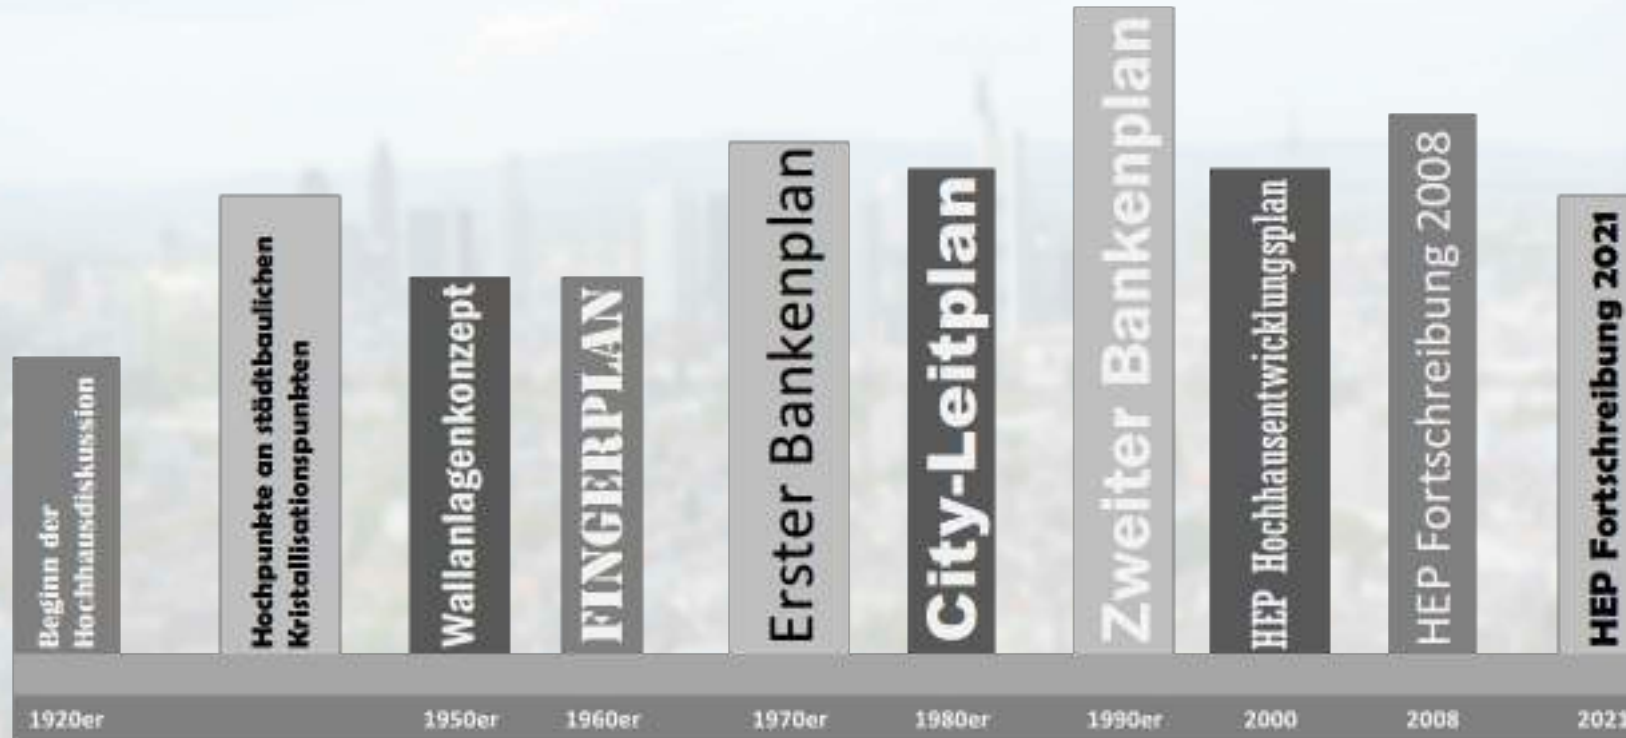 Beginn der
Hochhausdiskussion
Hochpunkte an städtbaulichen
Kristallisationspunkten
Wallanlagenkonzept
FINGERPLAN
Erster Bankenplan
City-Leitplan
Zweiter Bankenplan
HEP Hochhausentwicklungsplan
HEP Fortschreibung 2008
HEP Fortschreibung 2021
1920er
1950er
1960er
1970er
1980er
1990er
2000
2008
2021